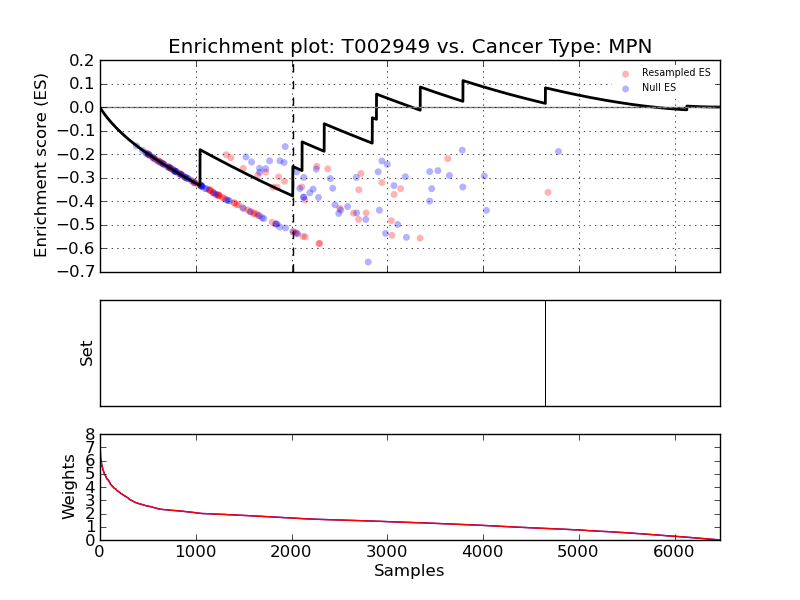 Enrichment plot: T002949 vs. Cancer Type: MPN
Enrichment score (ES)
0.2
0.1
0.0
−0.1
−0.2
−0.3
−0.4
−0.5
−0.6
−0.7
Resampled ES
Null ES
Set
Weights
8
7
6
5
4
3
2
1
0
0 1000 2000 3000 4000 5000 6000
Samples